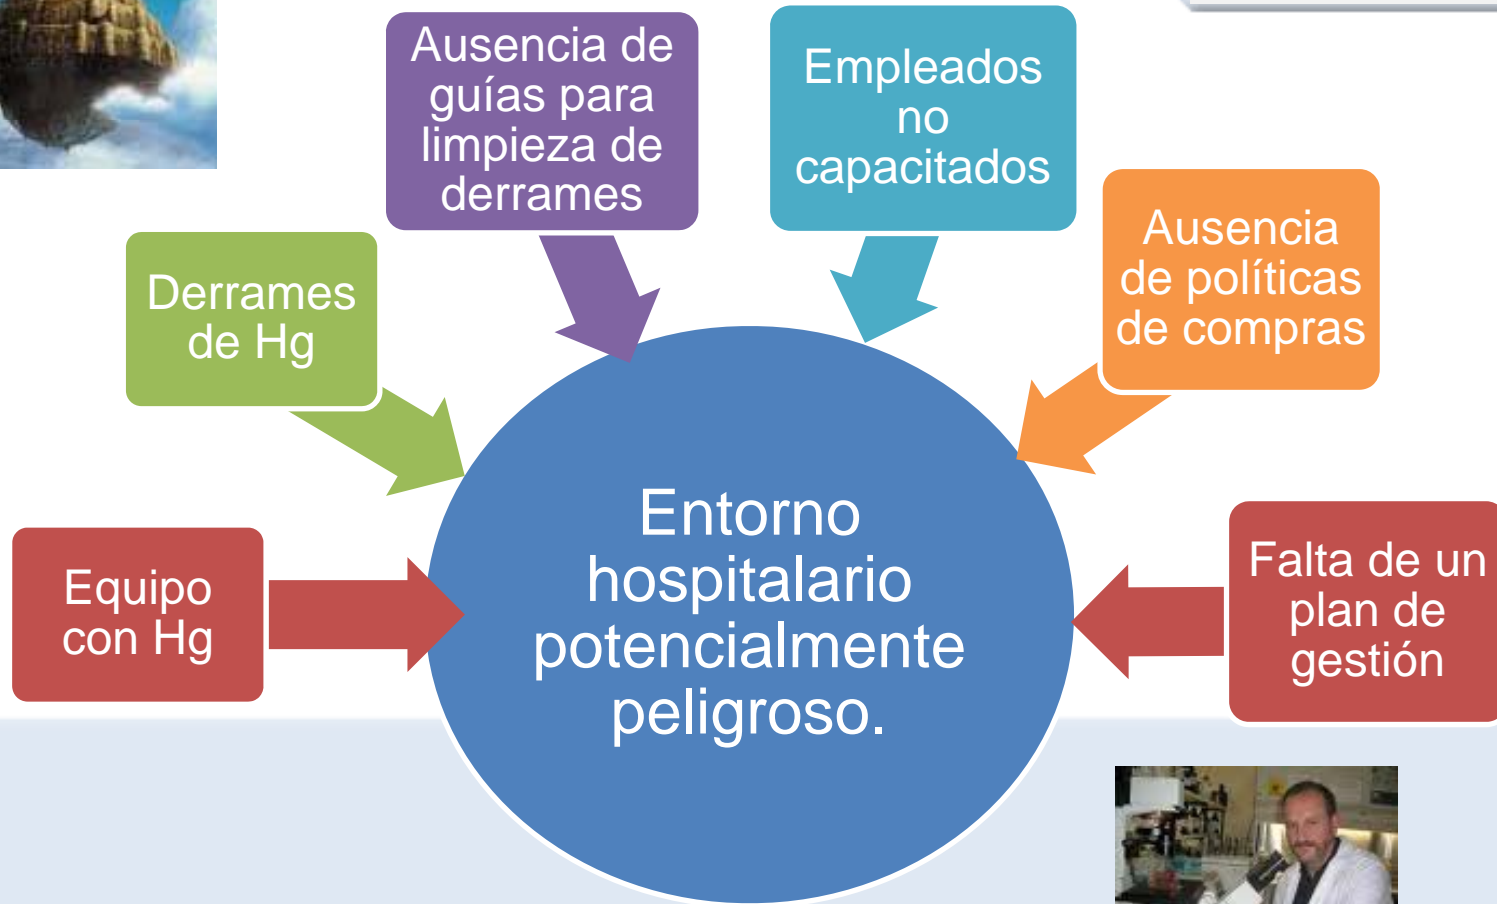 Ausencia de
guías para
limpieza de
derrames
Empleados
no
capacitados
Derrames
de Hg
Ausencia
de políticas
de compras
Equipo
con Hg
Entorno
hospitalario
potencialmente
peligroso.
Falta de un
plan de
gestión